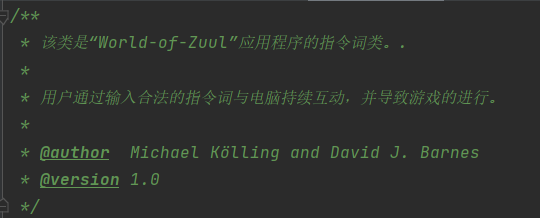 /**
 * 该类是“World-of-Zuul”应用程序的指令词类。.
 *
 * 用户通过输入合法的指令词与电脑持续互动，并导致游戏的进行。
 *
 * @author  Michael Kölling and David J. Barnes
 * @version 1.0
 */